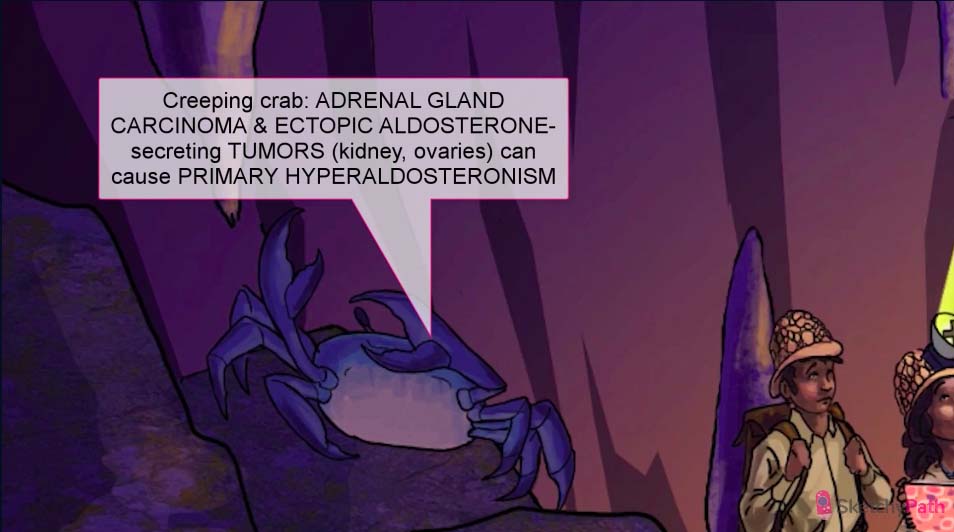 Creeping crab: ADRENAL GLAND
CARCINOMA & ECTOPIC ALDOSTERONE-
secreting TUMORS (kidney, ovaries) can
cause PRIMARY HYPERALDOSTERONISM
SketchyPath